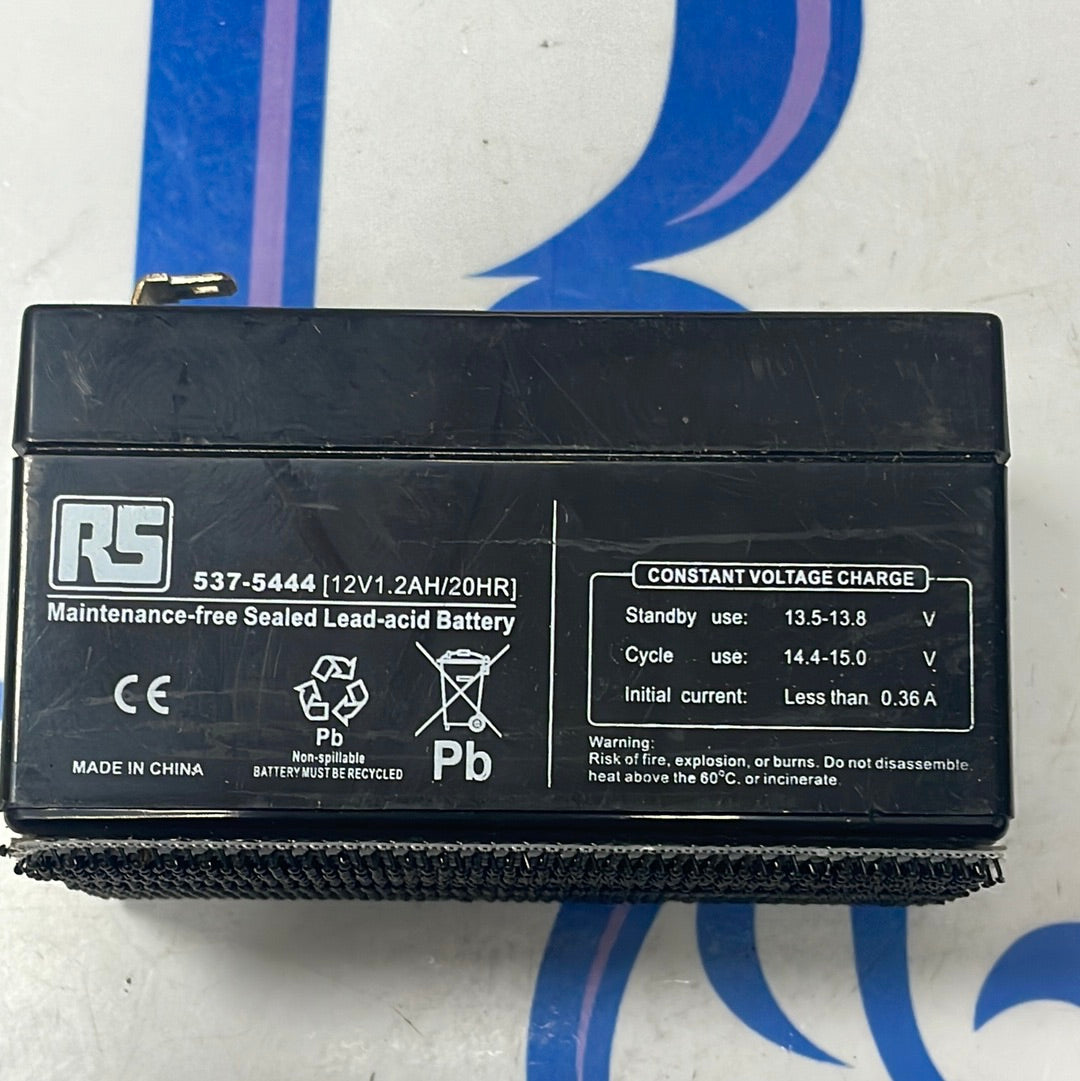 RS
537-5444 [12V1.2AH/20HR]
Maintenance-free Sealed Lead-acid Battery
CE
Pb
Non-spillable
BATTERY MUST BE RECYCLED
Pb
MADE IN CHINA
CONSTANT VOLTAGE CHARGE
Standby use: 13.5-13.8 V
Cycle use: 14.4-15.0 V
Initial current: Less than 0.36 A
Warning:
Risk of fire, explosion, or burns. Do not disassemble.
heat above the 60°C. or incinerate.